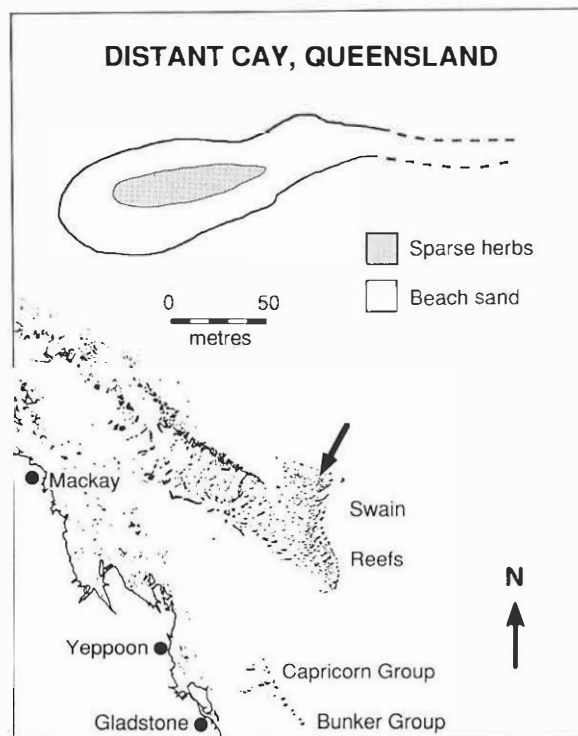 DISTANT CAY, QUEENSLAND
Sparse herbs
Beach sand
0 50
metres
Mackay
Swain
Reefs
N
Yeppoon
Capricorn Group
Gladstone
Bunker Group